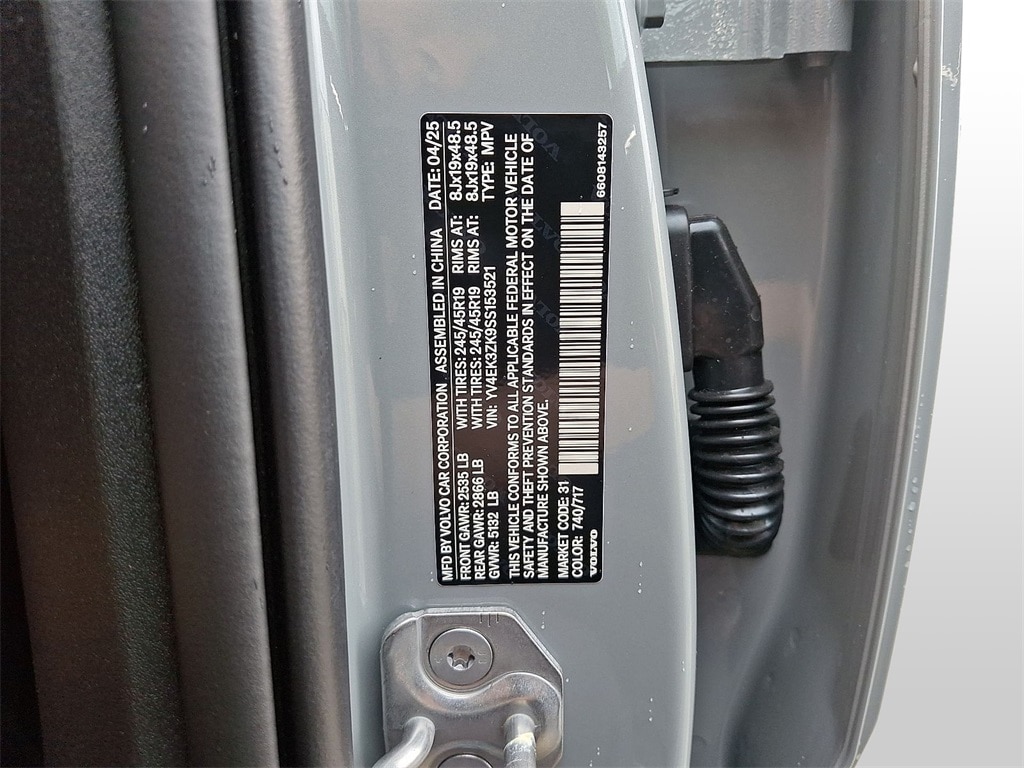 MFD BY VOLVO CAR CORPORATION ASSEMBLED IN CHINA DATE: 04/25
FRONT GAWR: 2535 LB WITH TIRES: 245/45R19 RIMS AT: 8Jx19x48.5
REAR GAWR: 2866 LB WITH TIRES: 245/45R19 RIMS AT: 8Jx19x48.5
GVWR: 5132 LB VIN: YV4EK3ZK9SS153521 TYPE: MPV
THIS VEHICLE CONFORMS TO ALL APPLICABLE FEDERAL MOTOR VEHICLE
SAFETY AND THEFT PREVENTION STANDARDS IN EFFECT ON THE DATE OF
MANUFACTURE SHOWN ABOVE.
MARKET CODE: 31
COLOR: 740/17
VOLVO
6608143257